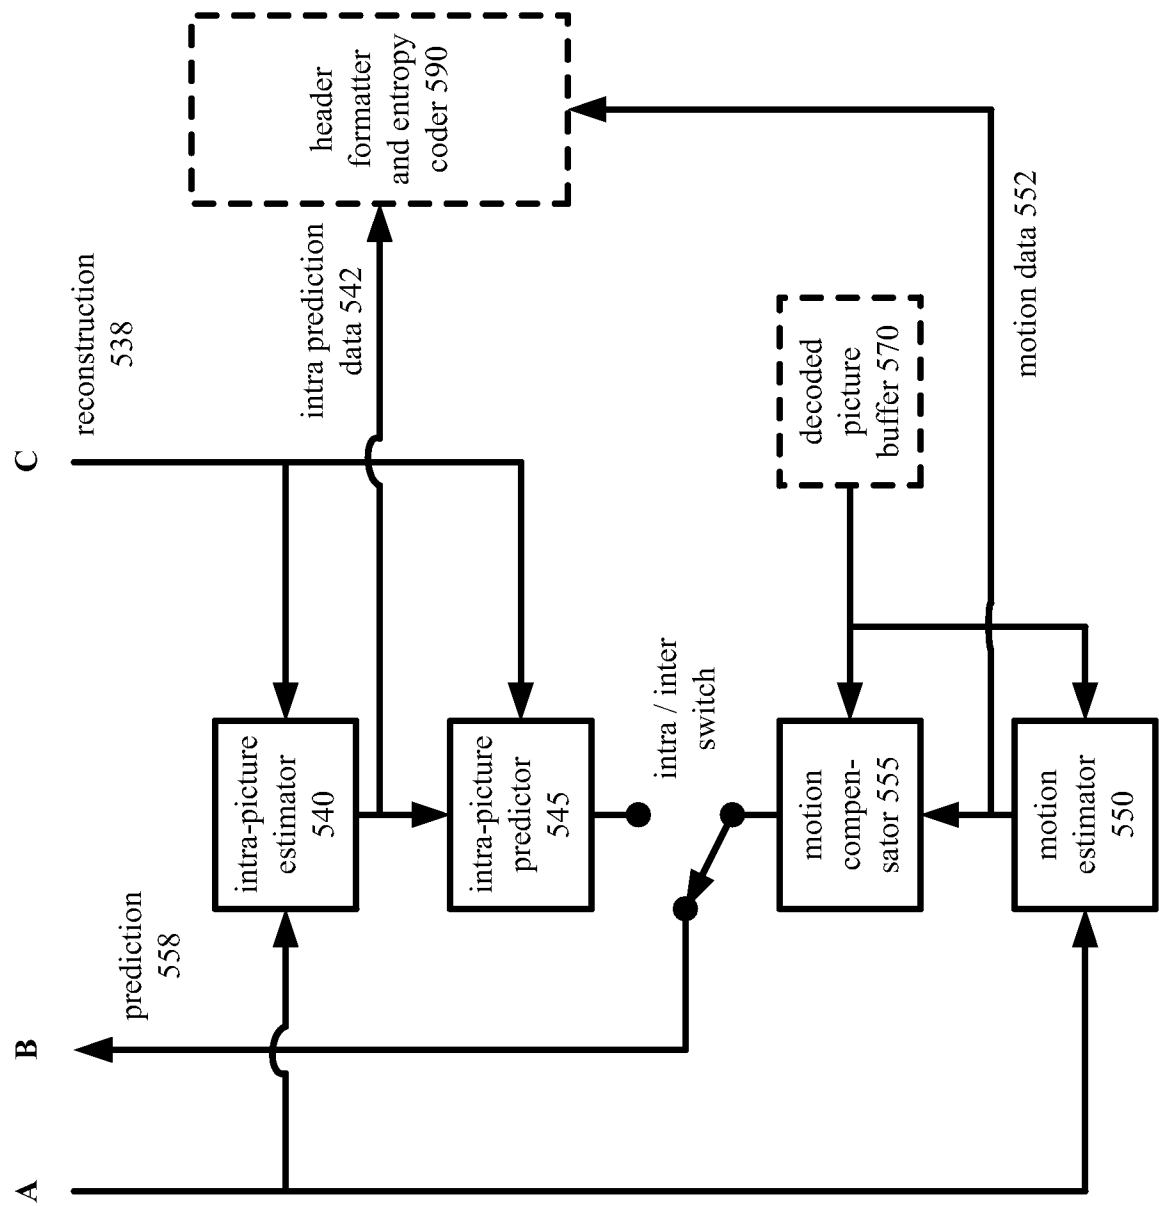 A
B
C
prediction
558
reconstruction
538
intra-picture
estimator
540
intra prediction
data 542
header
formatter
and entropy
coder 590
intra-picture
predictor
545
intra / inter
switch
motion
compen-
sator 555
decoded
picture
buffer 570
motion
estimator
550
motion data 552